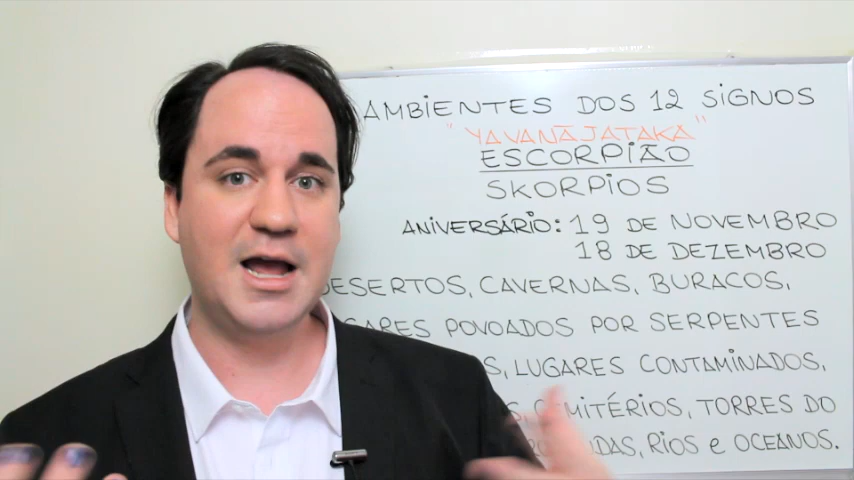 AMBIENTES DOS 12 SIGNOS
"YAVANAJATAKA"
ESCORPIÃO
SKORPIOS
ANIVERSÁRIO: 19 DE NOVEMBRO
18 DE DEZEMBRO
DESERTOS, CAVERNAS, BURACOS,
POVOADOS POR SERPENTES
LUGARES CONTAMINADOS,
CEMITÉRIOS, TORRES DO
RIOS e OCEANOS.